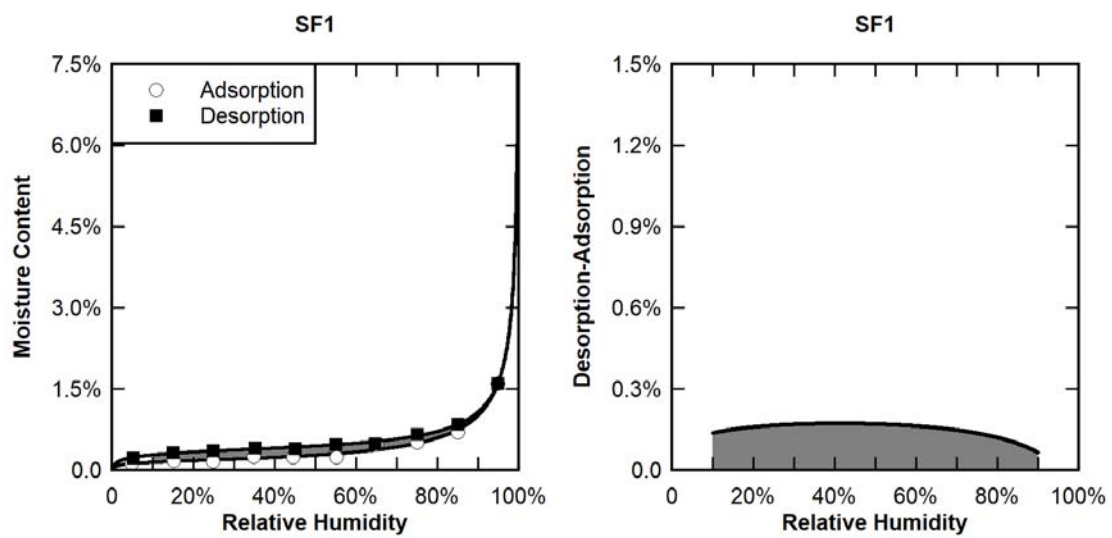 SF1
7.5%
6.0%
4.5%
3.0%
1.5%
0.0
Moisture Content
Adsorption
Desorption
0 20% 40% 60% 80% 100%
Relative Humidity
SF1
1.5%
1.2%
0.9%
0.6%
0.3%
0.0
Desorption-Adsorption
0 20% 40% 60% 80% 100%
Relative Humidity